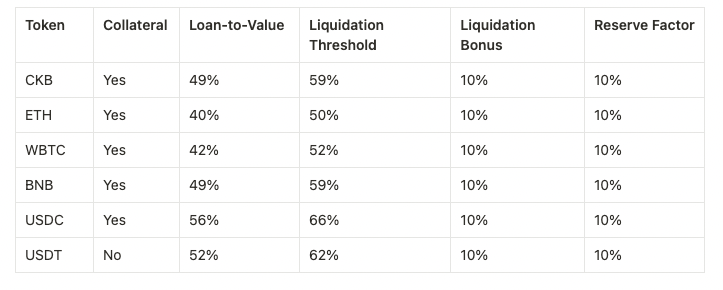 Token Collateral Loan-to-Value Liquidation Threshold Liquidation Bonus Reserve Factor
CKB Yes 49% 59% 10% 10%
ETH Yes 40% 50% 10% 10%
WBTC Yes 42% 52% 10% 10%
BNB Yes 49% 59% 10% 10%
USDC Yes 56% 66% 10% 10%
USDT No 52% 62% 10% 10%